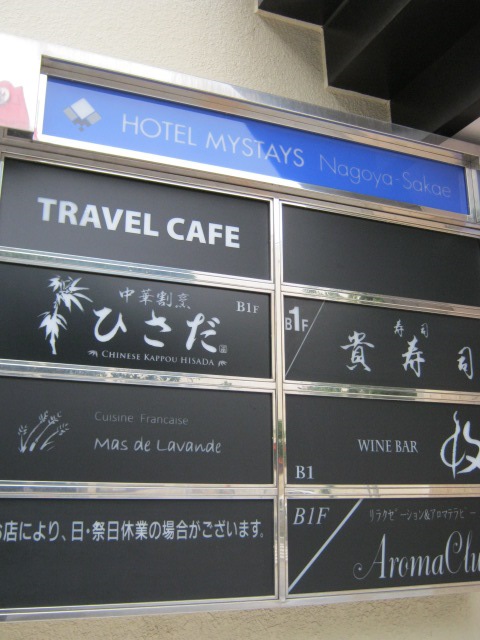 HOTEL MYSTAYS Nagoya-Sakae
TRAVEL CAFE
中華割烹
B1F
ひさだ
CHINESE KAPPOU HISADA
B1F
寿司
貴寿司
Cuisine Francaise
Mas de Lavande
WINE BAR
B1
お店により、日・祭日休業の場合がございます。
B1F
リラクゼーション&アロマテラピー
AromaClu